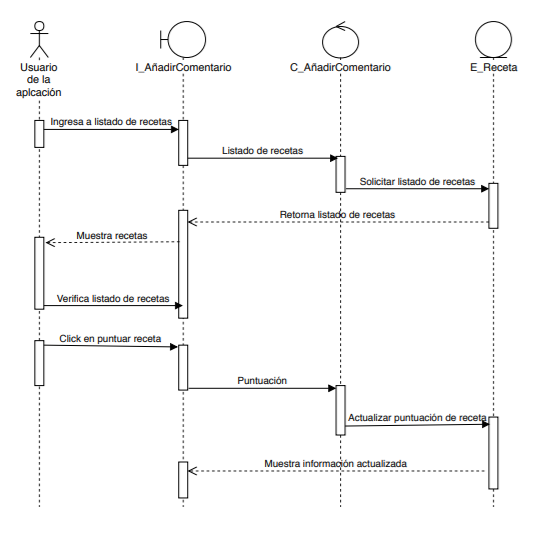 Usuario
de la
aplcación
I_AñadirComentario
C_AñadirComentario
E_Receta
Ingresa a listado de recetas
Listado de recetas
Solicitar listado de recetas
Retorna listado de recetas
Muestra recetas
Verifica listado de recetas
Click en puntuar receta
Puntuación
Actualizar puntuación de receta
Muestra información actualizada